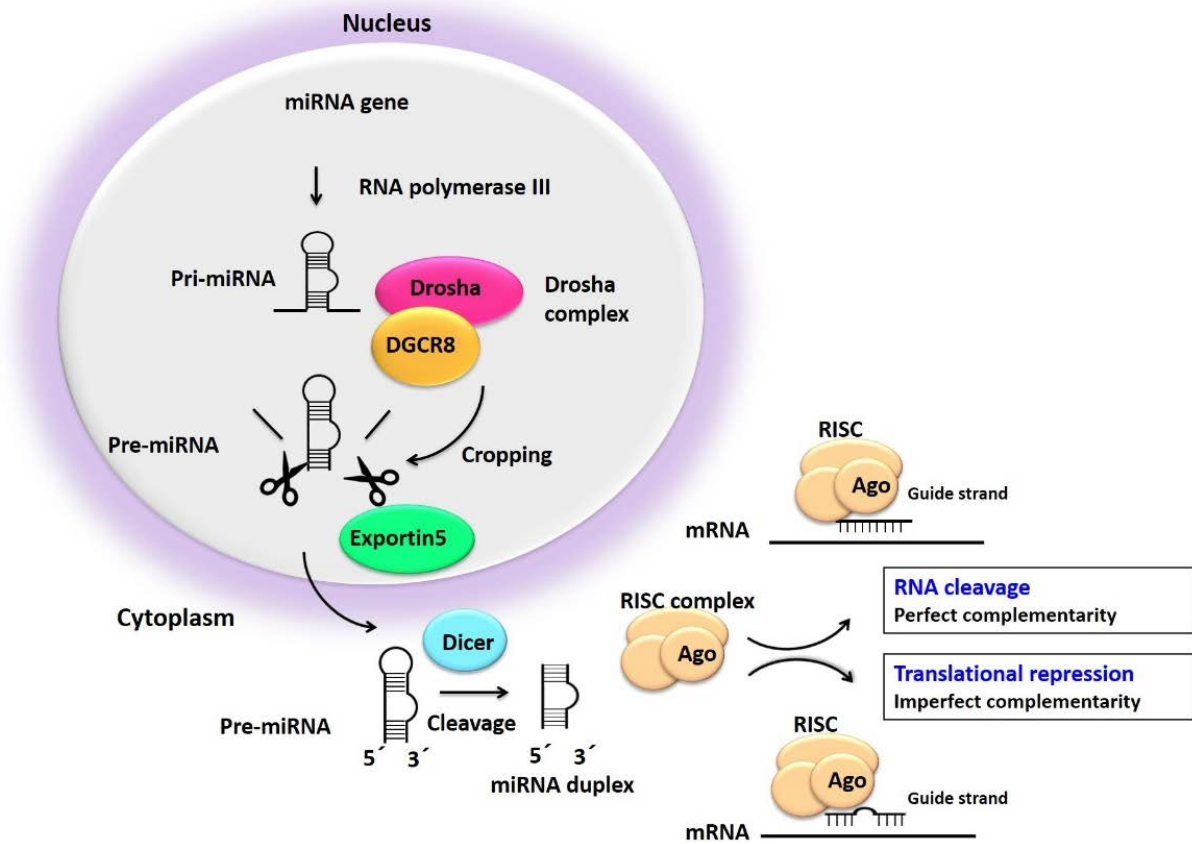 Nucleus
miRNA gene
RNA polymerase III
Pri-miRNA
Drosha
DGCR8
Drosha
complex
Pre-miRNA
Cropping
Exportin5
Cytoplasm
Pre-miRNA
5´ 3´
Dicer
Cleavage
5´ 3´
miRNA duplex
RISC complex
Ago
RISC
Ago
Guide strand
mRNA
RNA cleavage
Perfect complementarity
Translational repression
Imperfect complementarity
RISC
Ago
Guide strand
mRNA